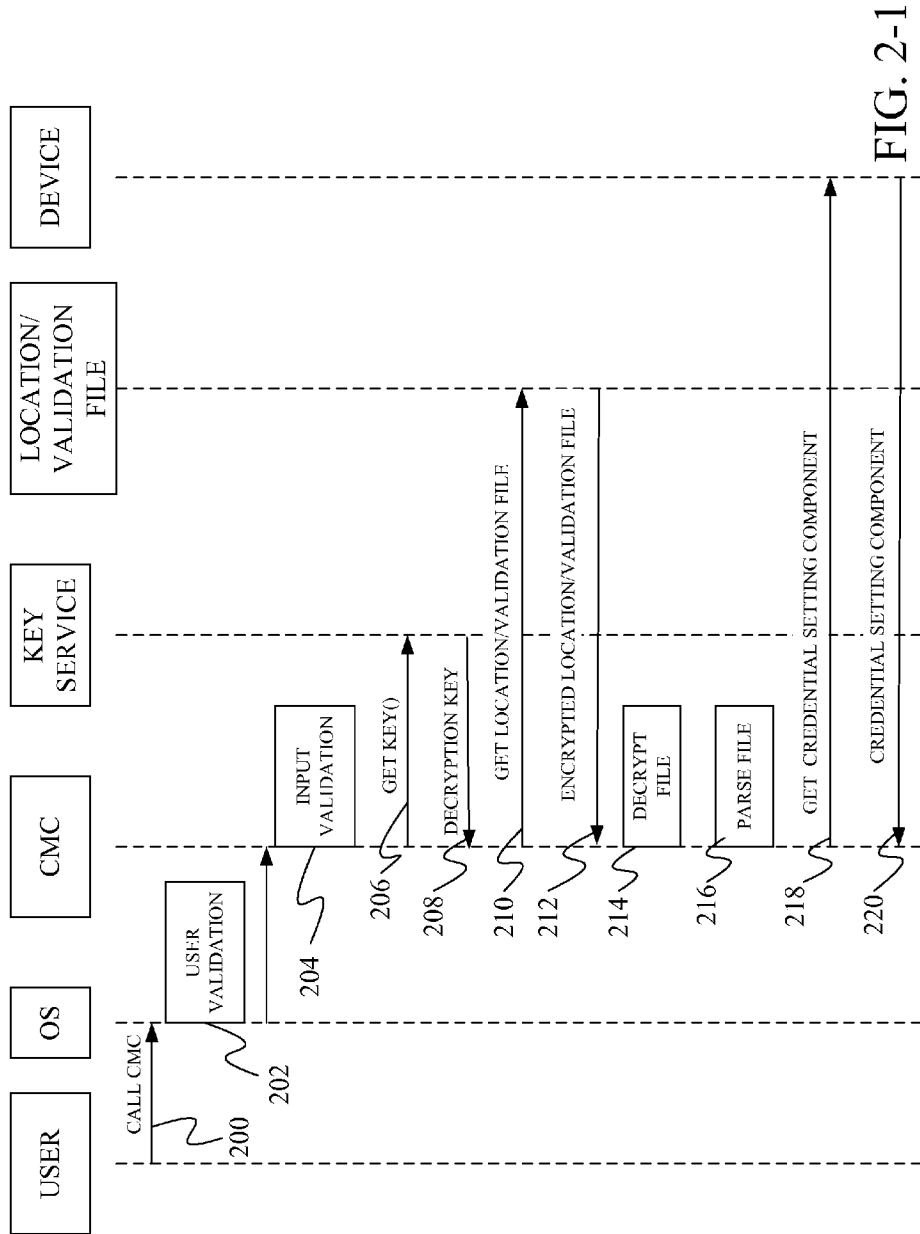 USER
OS
CMC
KEY
SERVICE
LOCATION/
VALIDATION
FILE
DEVICE
CALL CMC
200
USER
VALIDATION
202
INPUT
VALIDATION
204
GET KEY()
206
DECRYPTION KEY
208
GET LOCATION/VALIDATION FILE
210
ENCRYPTED LOCATION/VALIDATION FILE
212
DECRYPT
FILE
214
PARSE FILE
216
GET CREDENTIAL SETTING COMPONENT
218
CREDENTIAL SETTING COMPONENT
220
FIG. 2-1